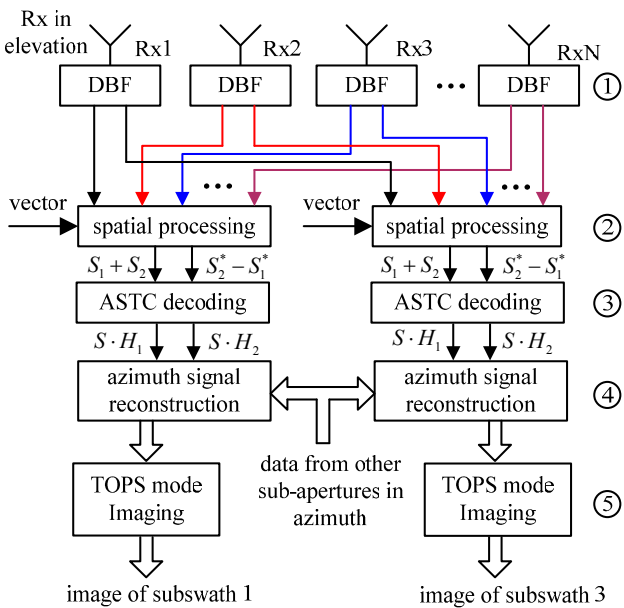 Rx in
elevation
Rx1
Rx2
Rx3
RxN
DBF
DBF
DBF
...
DBF
①
...
...
vector
spatial processing
vector
spatial processing
②
S₁ + S₂
S₂* − S₁*
S₁ + S₂
S₂* − S₁*
ASTC decoding
ASTC decoding
③
S · H₁
S · H₂
S · H₁
S · H₂
azimuth signal
reconstruction
azimuth signal
reconstruction
④
data from other
sub-apertures in
azimuth
TOPS mode
Imaging
TOPS mode
Imaging
⑤
image of subswath 1
image of subswath 3